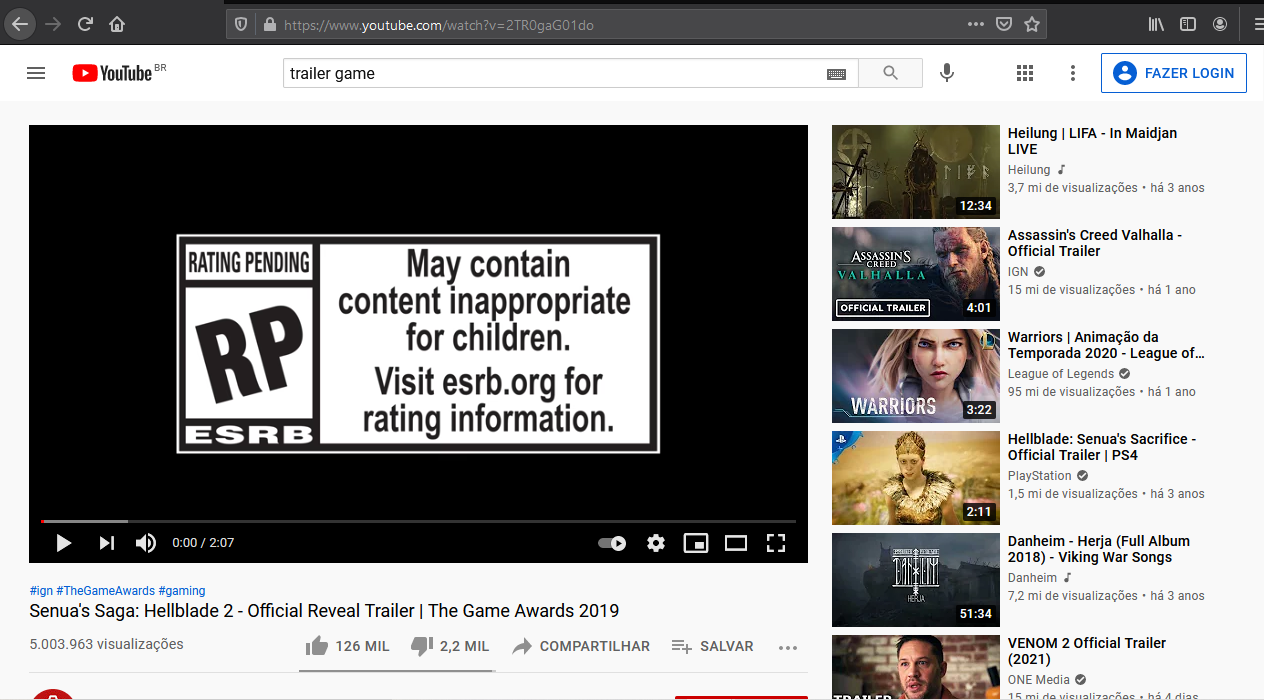 https://www.youtube.com/watch?v=2TR0gaG01do
YouTube BR
trailer game
FAZER LOGIN
RATING PENDING
RP
ESRB
May contain
content inappropriate
for children.
Visit esrb.org for
rating information.
0:00 / 2:07
#ign #TheGameAwards #gaming
Senua's Saga: Hellblade 2 - Official Reveal Trailer | The Game Awards 2019
5.003.963 visualizações
126 MIL
2,2 MIL
COMPARTILHAR
SALVAR
12:34
Heilung | LIFA - In Maidjan
LIVE
Heilung
3,7 mi de visualizações • há 3 anos
ASSASSIN'S
CREED
VALHALLA
OFFICIAL TRAILER
4:01
Assassin's Creed Valhalla -
Official Trailer
IGN
15 mi de visualizações • há 1 ano
WARRIORS
3:22
Warriors | Animação da
Temporada 2020 - League of...
League of Legends
95 mi de visualizações • há 1 ano
2:11
Hellblade: Senua's Sacrifice -
Official Trailer | PS4
PlayStation
1,5 mi de visualizações • há 3 anos
HERJA
51:34
Danheim - Herja (Full Album
2018) - Viking War Songs
Danheim
7,2 mi de visualizações • há 3 anos
TRAILER
VENOM 2 Official Trailer
(2021)
ONE Media
15 mi de visualizações • há 4 dias